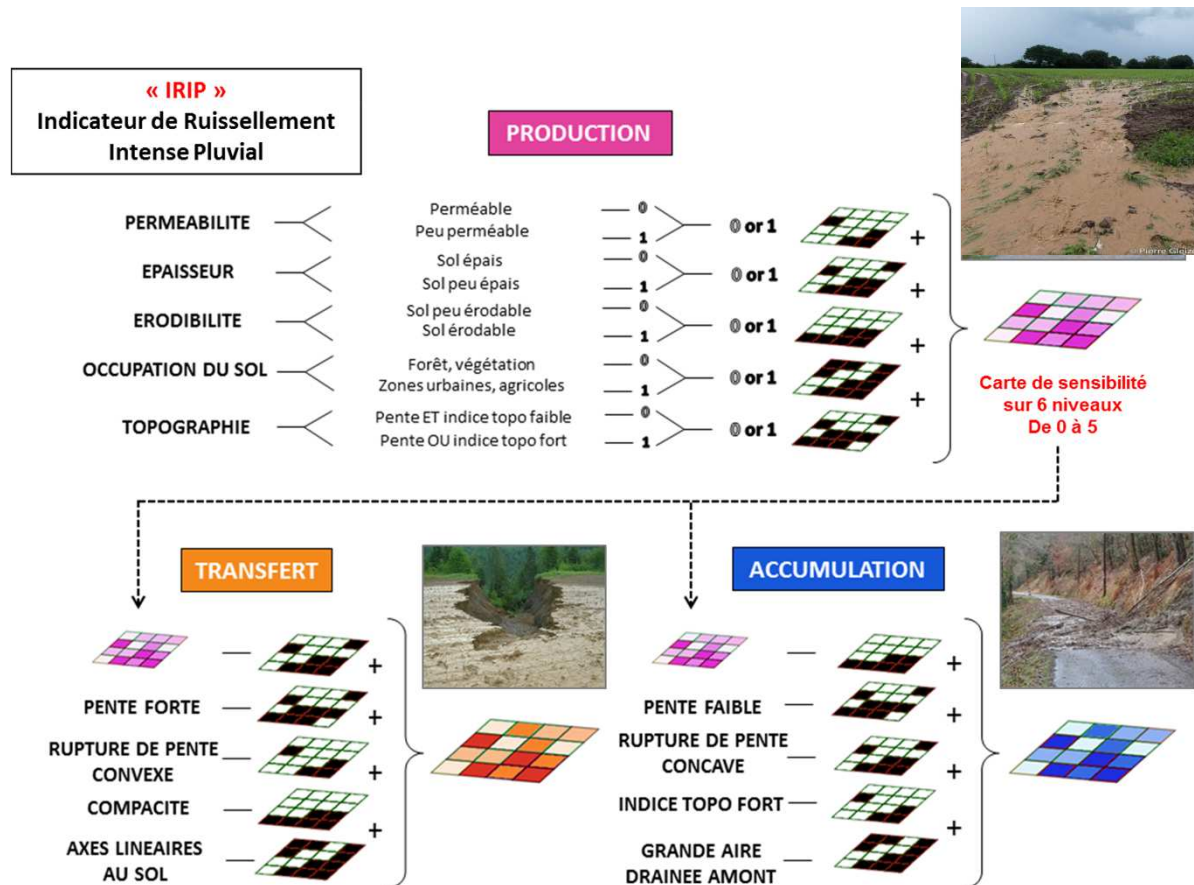 « IRIP »
Indicateur de Ruissellement
Intense Pluvial
PRODUCTION
© Pierre Gleize
PERMEABILITE
Perméable
0
Peu perméable
1
0 or 1
+
EPAISSEUR
Sol épais
0
Sol peu épais
1
0 or 1
+
ERODIBILITE
Sol peu érodable
0
Sol érodable
1
0 or 1
+
OCCUPATION DU SOL
Forêt, végétation
0
Zones urbaines, agricoles
1
0 or 1
+
TOPOGRAPHIE
Pente ET indice topo faible
0
Pente OU indice topo fort
1
0 or 1
Carte de sensibilité
sur 6 niveaux
De 0 à 5
TRANSFERT
+
PENTE FORTE
+
RUPTURE DE PENTE
CONVEXE
+
COMPACITE
+
AXES LINEAIRES
AU SOL
ACCUMULATION
+
PENTE FAIBLE
+
RUPTURE DE PENTE
CONCAVE
+
INDICE TOPO FORT
+
GRANDE AIRE
DRAINEE AMONT